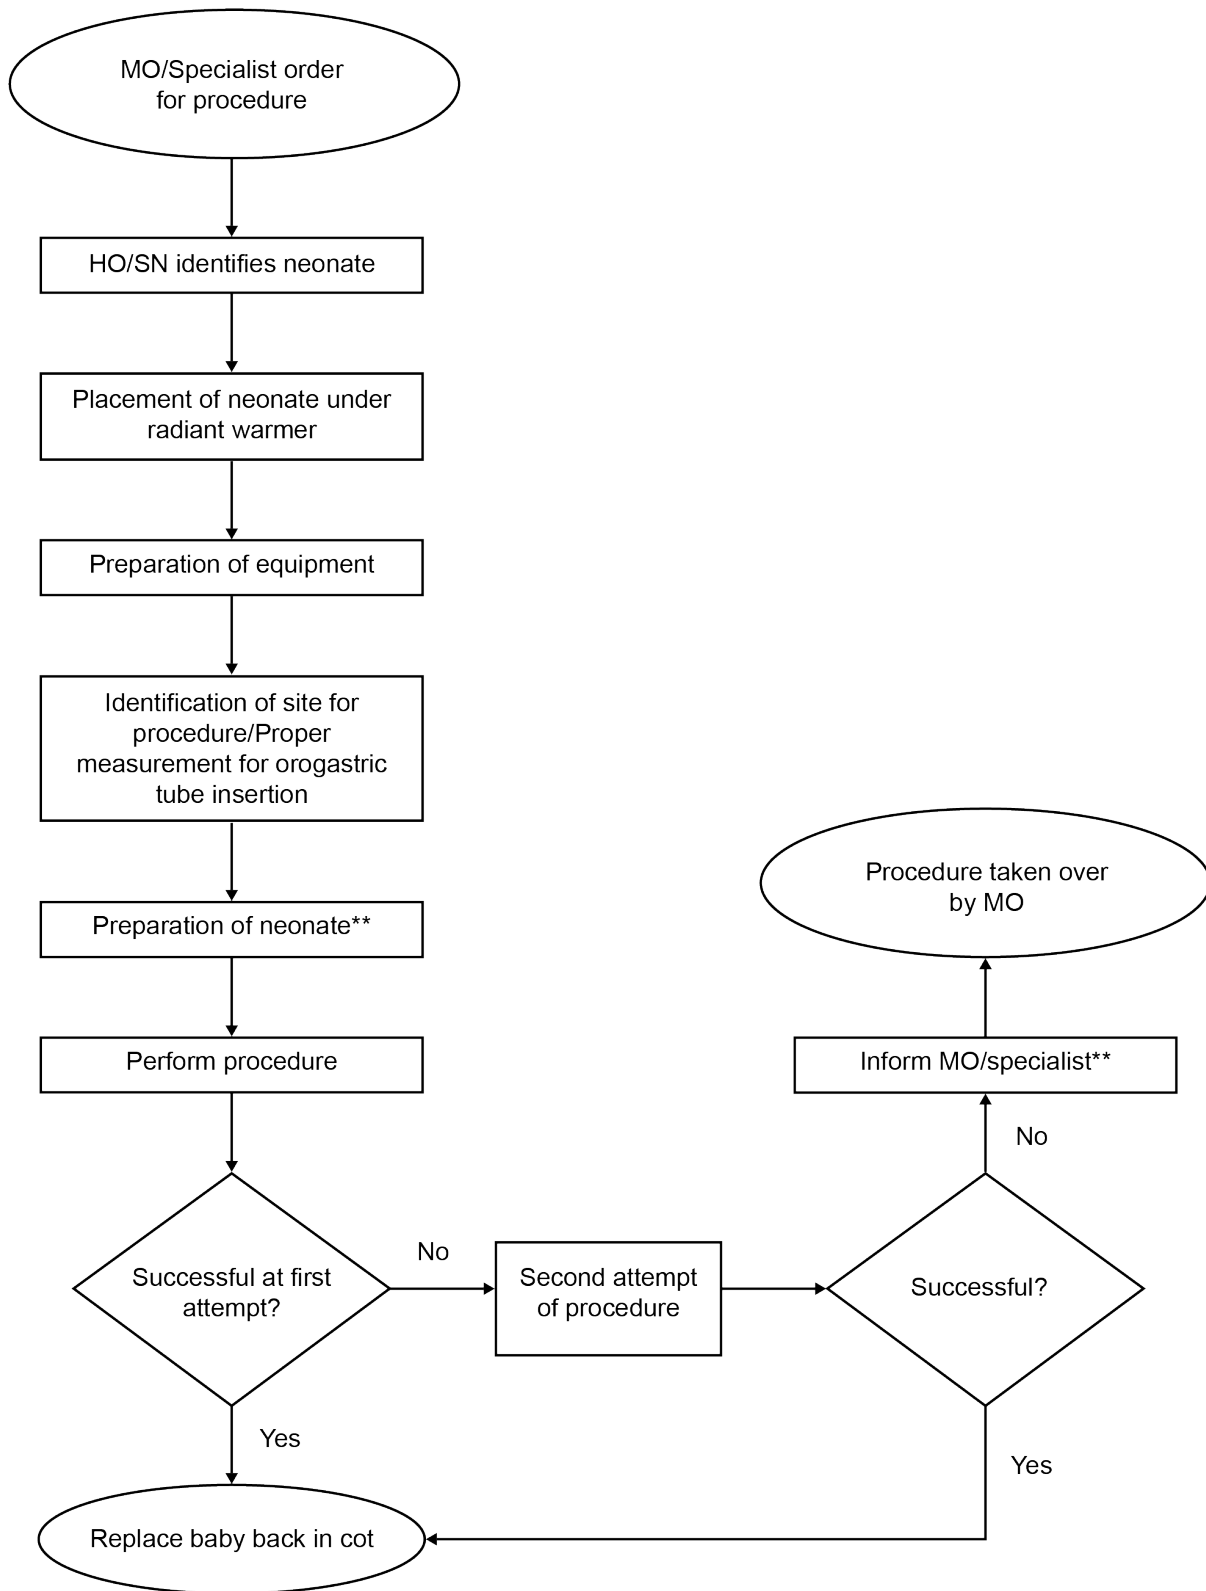 MO/Specialist order
for procedure
HO/SN identifies neonate
Placement of neonate under
radiant warmer
Preparation of equipment
Identification of site for
procedure/Proper
measurement for orogastric
tube insertion
Preparation of neonate**
Perform procedure
Successful at first
attempt?
No
Second attempt
of procedure
Successful?
No
Inform MO/specialist**
Procedure taken over
by MO
Yes
Yes
Replace baby back in cot